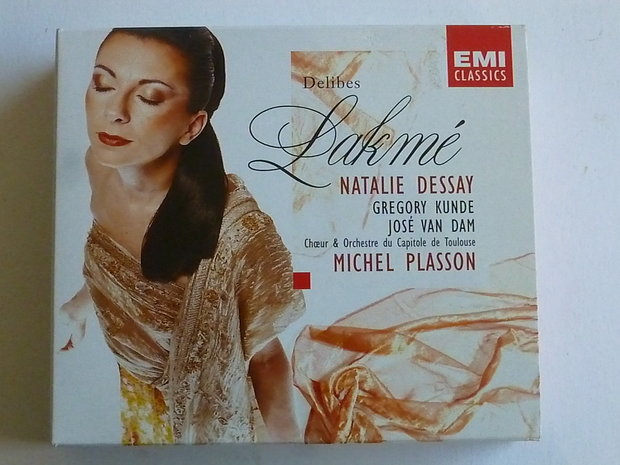 EMI
CLASSICS
Delibes
Lakmé
NATALIE DESSAY
GREGORY KUNDE
JOSÉ VAN DAM
Chœur & Orchestre du Capitole de Toulouse
MICHEL PLASSON